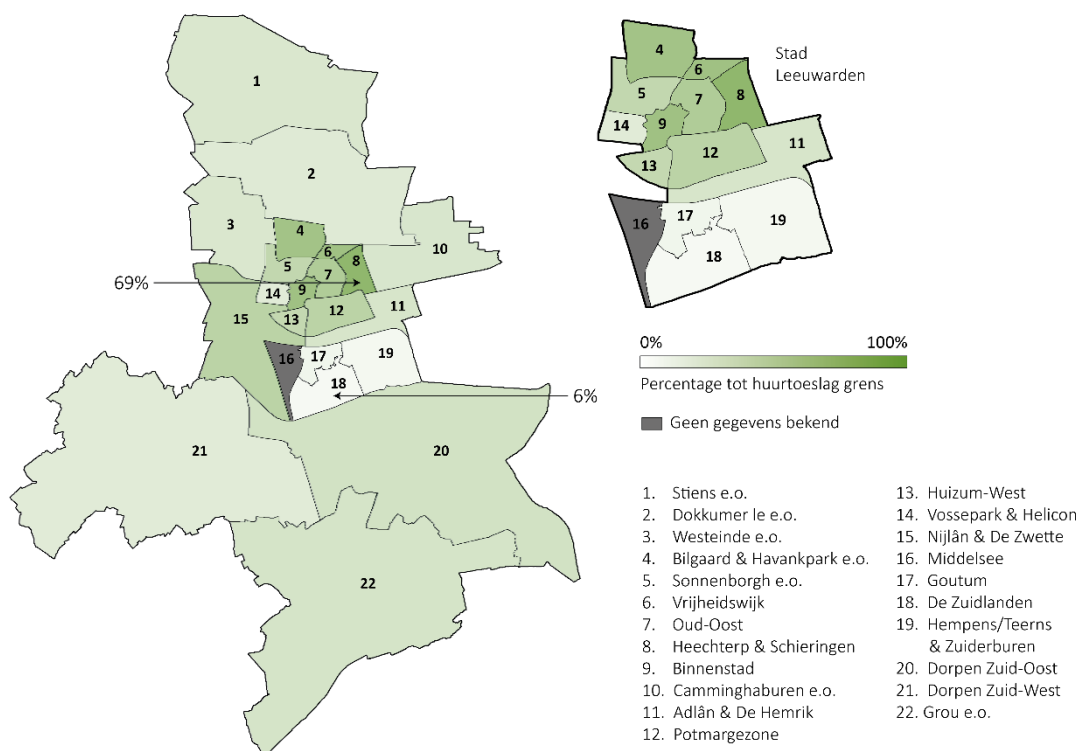 1
2
3
4
5
6
7
8
9
10
11
12
13
14
15
16
17
18
19
20
21
22
69%
6%
Stad
Leeuwarden
4
5
6
7
8
9
11
12
13
14
16
17
18
19
0% 100%
Percentage tot huurtoeslag grens
Geen gegevens bekend
1. Stiens e.o.
2. Dokkumer Ie e.o.
3. Westeinde e.o.
4. Bilgaard & Havankpark e.o.
5. Sonnenborgh e.o.
6. Vrijheidswijk
7. Oud-Oost
8. Heechterp & Schieringen
9. Binnenstad
10. Camminghaburen e.o.
11. Adlân & De Hemrik
12. Potmargezone
13. Huizum-West
14. Vossepark & Helicon
15. Nijlân & De Zwette
16. Middelsee
17. Goutum
18. De Zuidlanden
19. Hempens/Teerns
& Zuiderburen
20. Dorpen Zuid-Oost
21. Dorpen Zuid-West
22. Grou e.o.